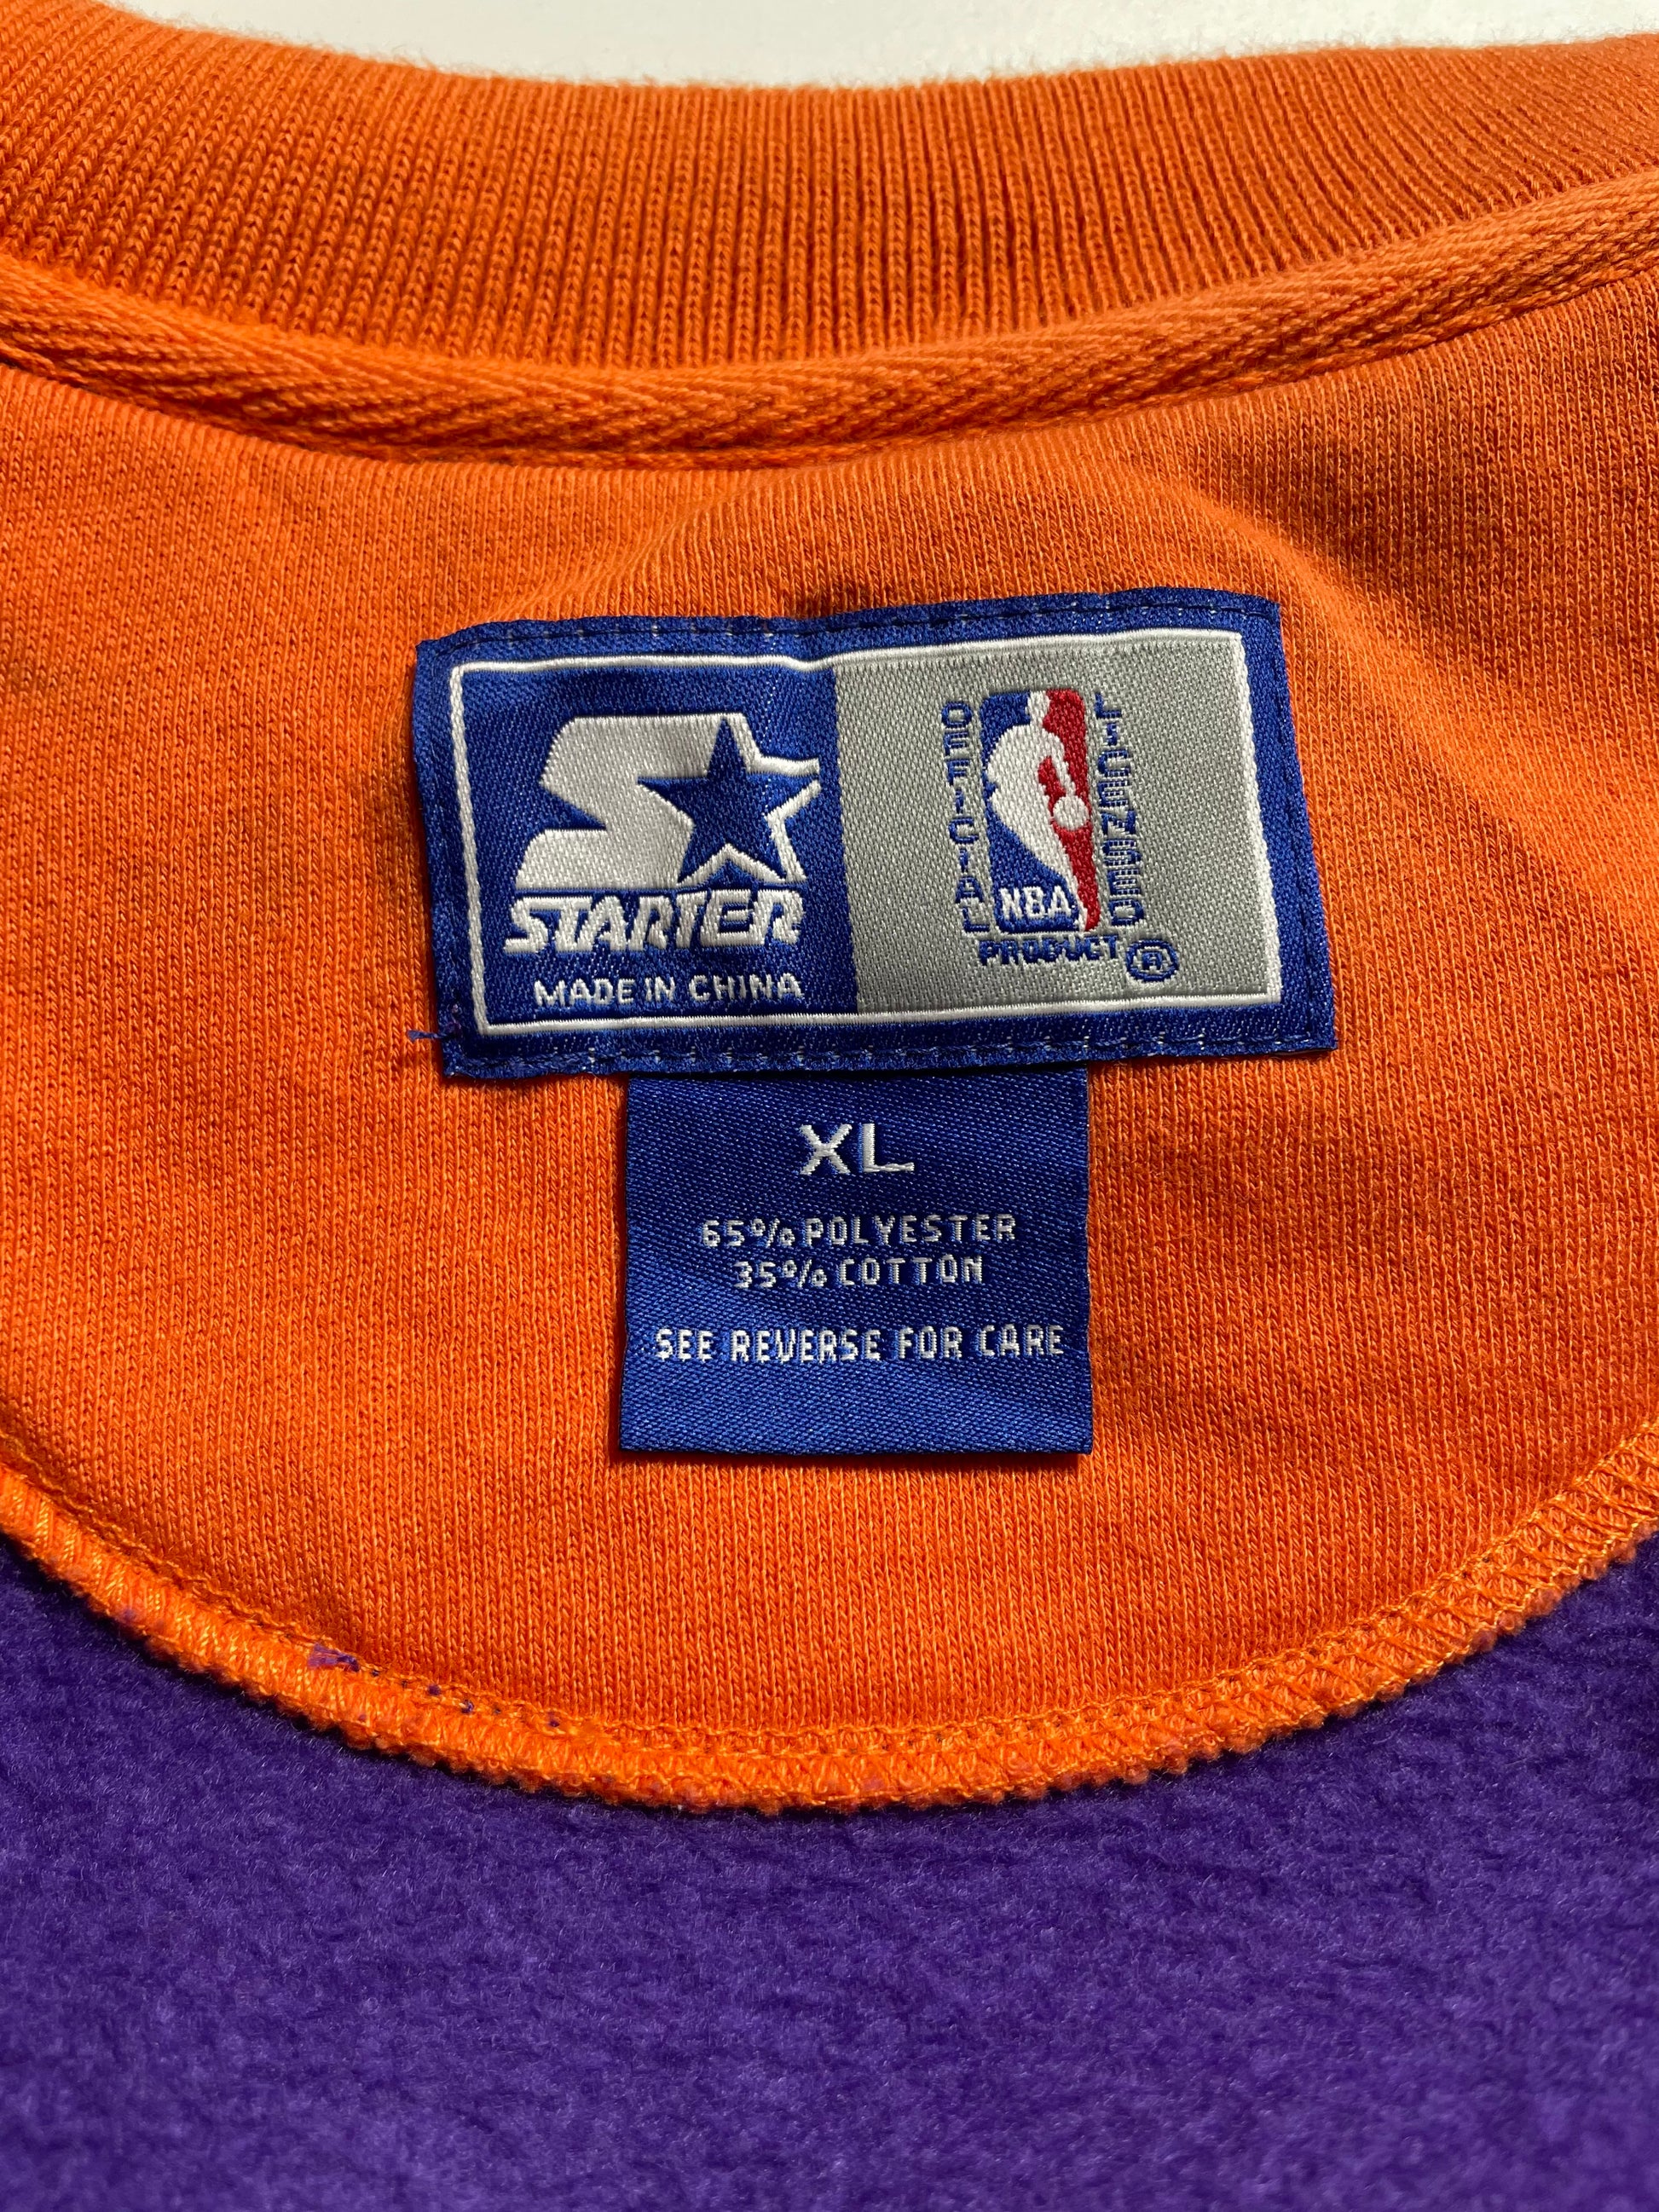 STARTER
MADE IN CHINA
OFFICIAL
LICENSED
NBA
PRODUCT ®
XL
65% POLYESTER
35% COTTON
SEE REVERSE FOR CARE